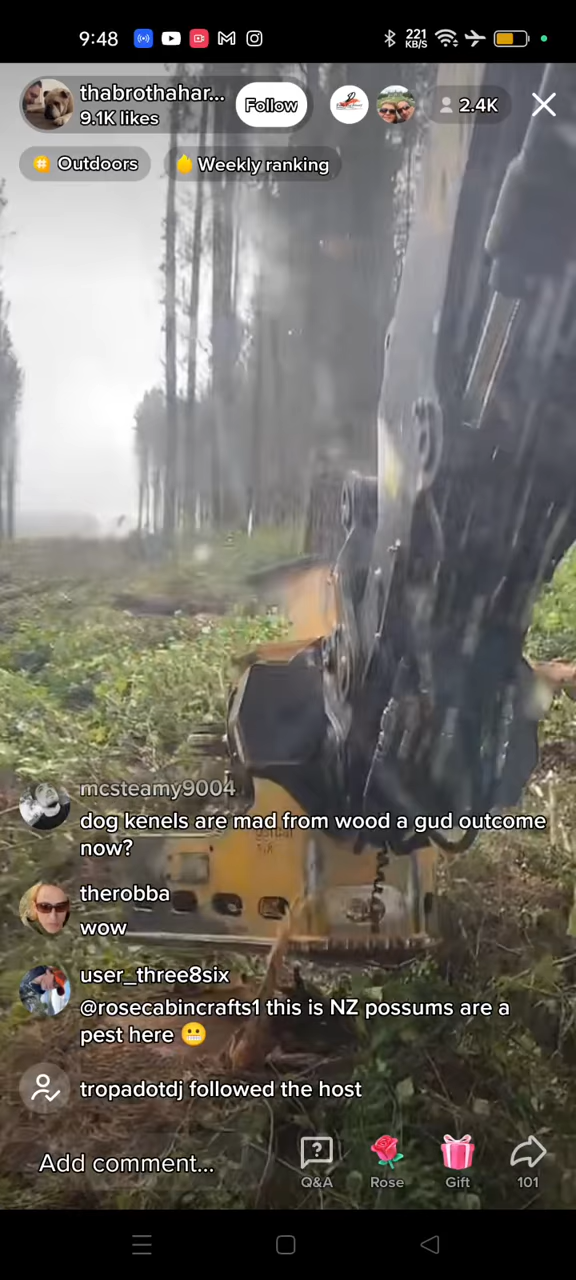 9:48
221
KB/S
thabrothahar...
9.1K likes
Follow
2.4K
Outdoors
Weekly ranking
mcsteamy9004
dog kenels are mad from wood a gud outcome
now?
therobba
wow
user_three8six
@rosecabincrafts1 this is NZ possums are a
pest here 😬
tropadotdj followed the host
Add comment...
Q&A
Rose
Gift
101